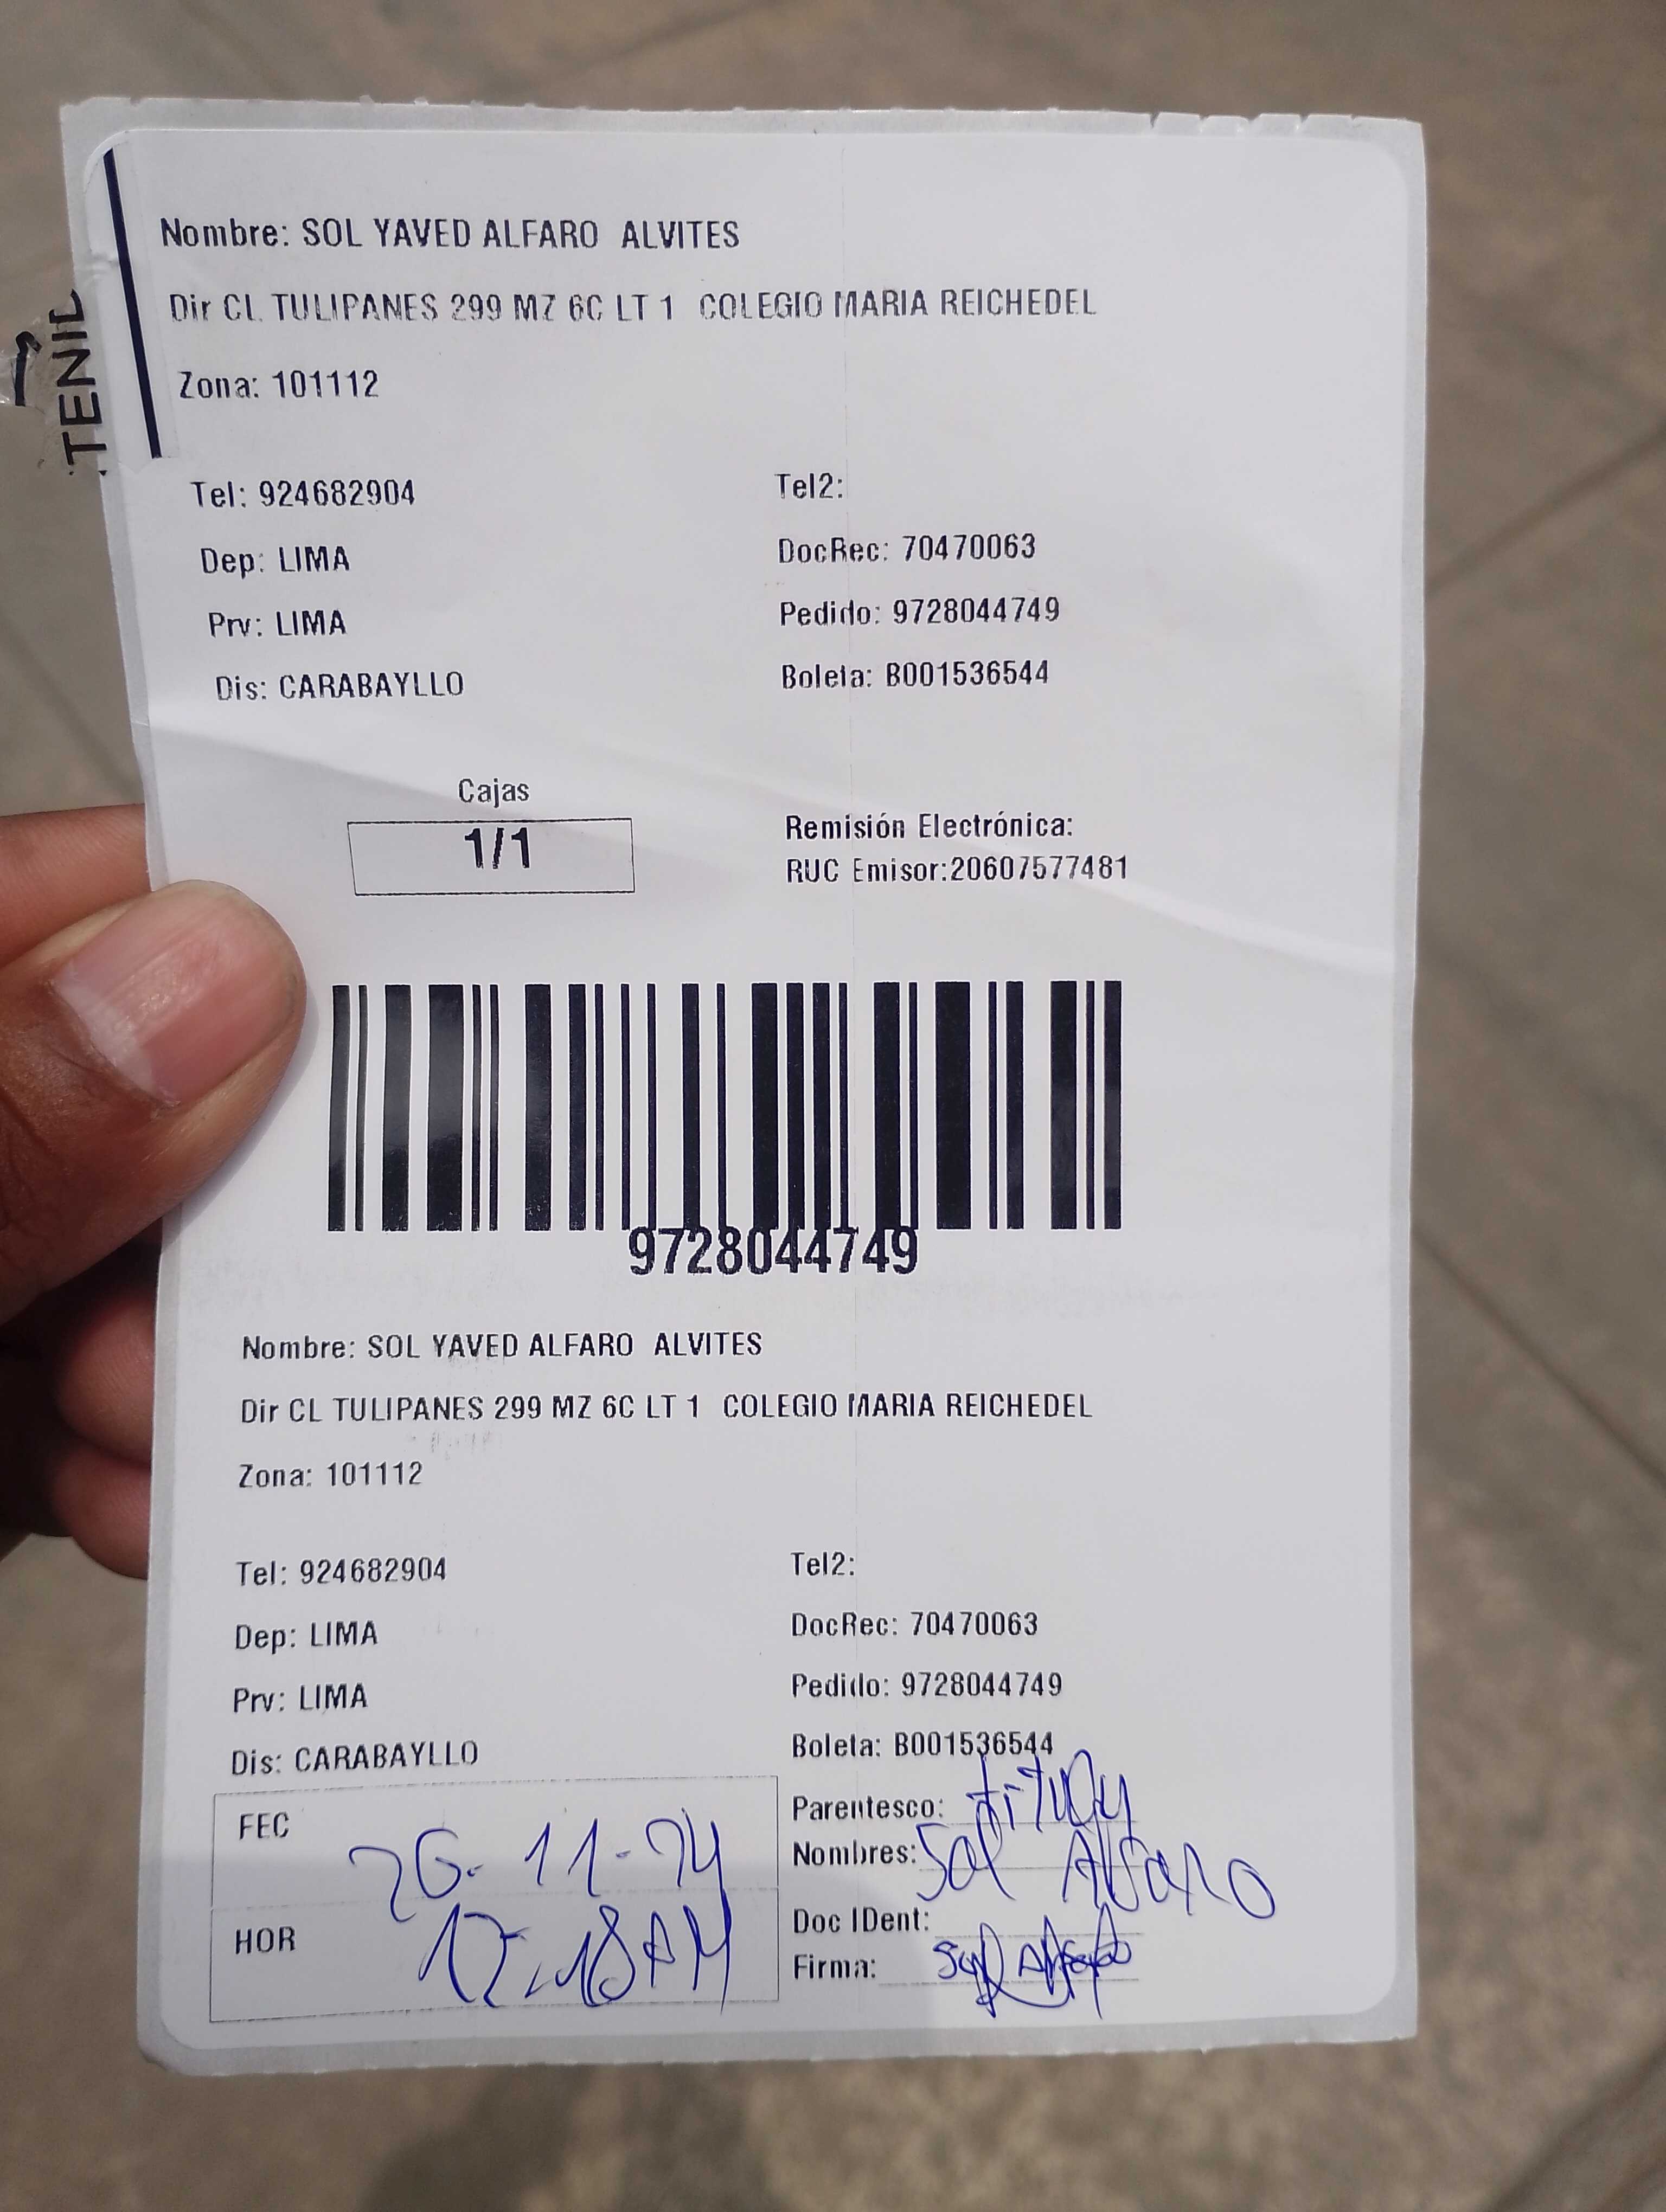 TENID
Nombre: SOL YAVED ALFARO ALVITES
Dir CL TULIPANES 299 MZ 6C LT 1 COLEGIO MARIA REICHEDEL
Zona: 101112
Tel: 924682904 Tel2:
Dep: LIMA DocRec: 70470063
Prv: LIMA Pedido: 9728044749
Dis: CARABAYLLO Boleta: B001536544
Cajas
1/1
Remisión Electrónica:
RUC Emisor:20607577481
9728044749
Nombre: SOL YAVED ALFARO ALVITES
Dir CL TULIPANES 299 MZ 6C LT 1 COLEGIO MARIA REICHEDEL
Zona: 101112
Tel: 924682904 Tel2:
Dep: LIMA DocRec: 70470063
Prv: LIMA Pedido: 9728044749
Dis: CARABAYLLO Boleta: B001536544
FEC 26-11-24
HOR
Parentesco:
Nombres: Sol Alfaro
Doc IDent:
Firma: Sol Alfaro